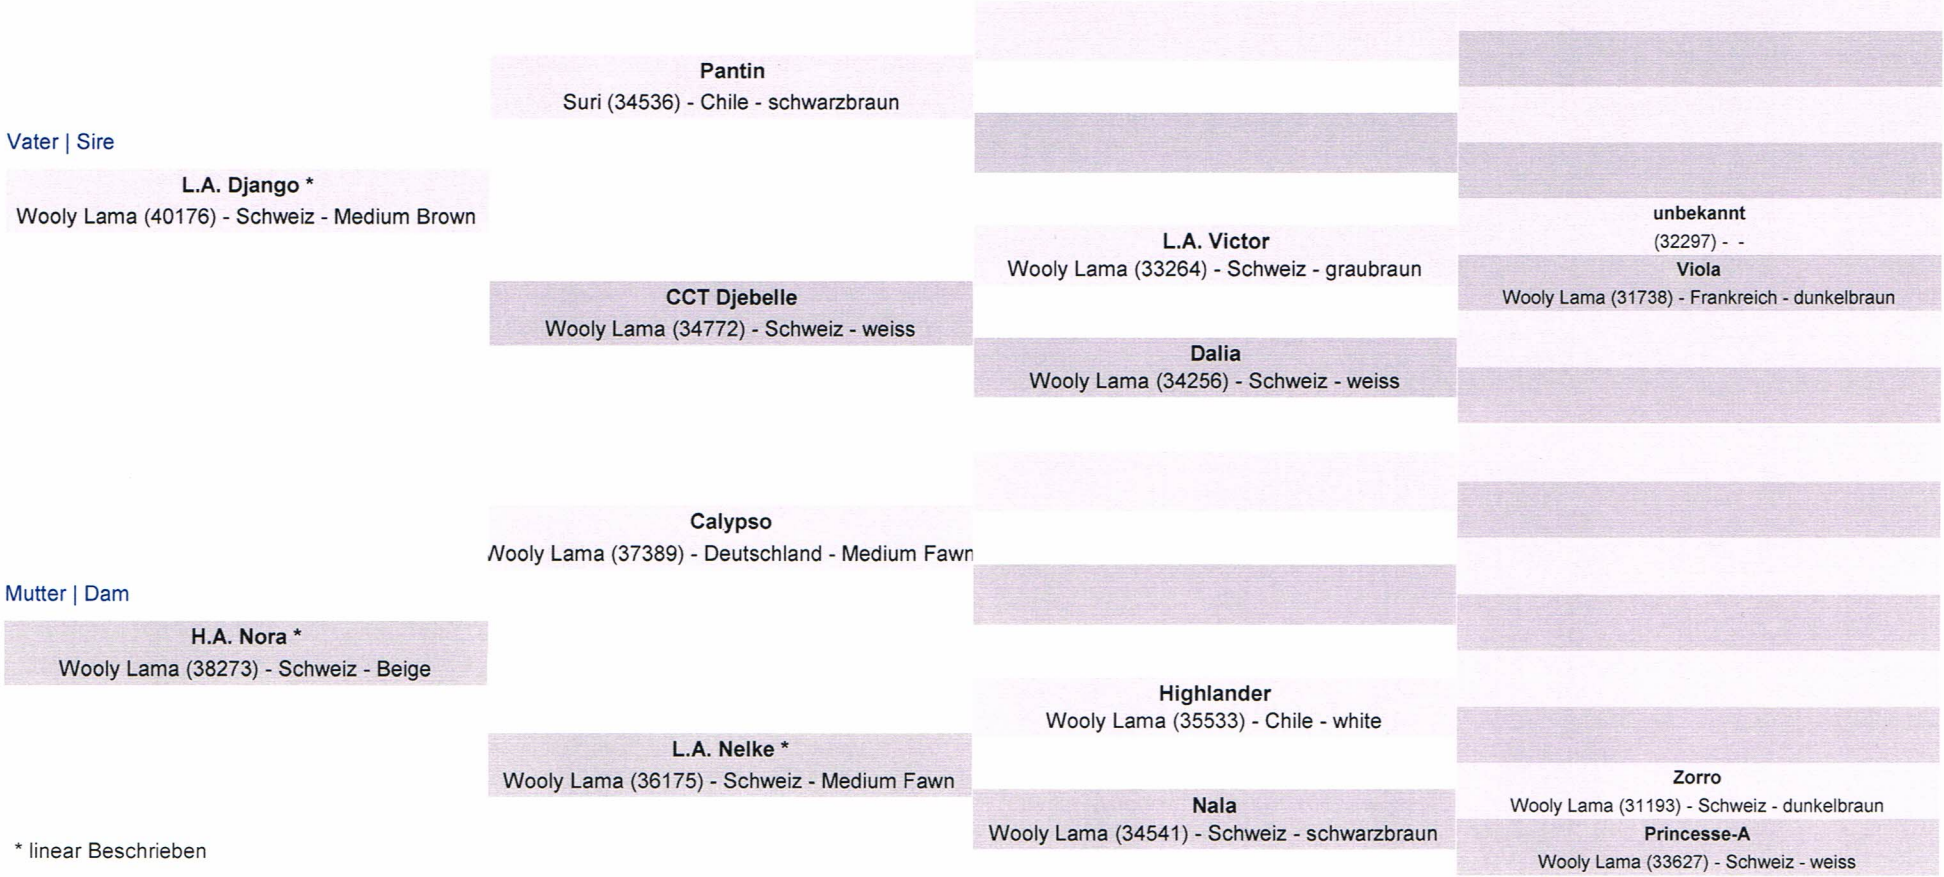 Vater | Sire
L.A. Django *
Wooly Lama (40176) - Schweiz - Medium Brown
Pantin
Suri (34536) - Chile - schwarzbraun
CCT Djebelle
Wooly Lama (34772) - Schweiz - weiss
L.A. Victor
Wooly Lama (33264) - Schweiz - graubraun
unbekannt
(32297) - -
Viola
Wooly Lama (31738) - Frankreich - dunkelbraun
Dalia
Wooly Lama (34256) - Schweiz - weiss
Mutter | Dam
H.A. Nora *
Wooly Lama (38273) - Schweiz - Beige
Calypso
Wooly Lama (37389) - Deutschland - Medium Fawn
L.A. Nelke *
Wooly Lama (36175) - Schweiz - Medium Fawn
Highlander
Wooly Lama (35533) - Chile - white
Nala
Wooly Lama (34541) - Schweiz - schwarzbraun
Zorro
Wooly Lama (31193) - Schweiz - dunkelbraun
Princesse-A
Wooly Lama (33627) - Schweiz - weiss
* linear Beschrieben